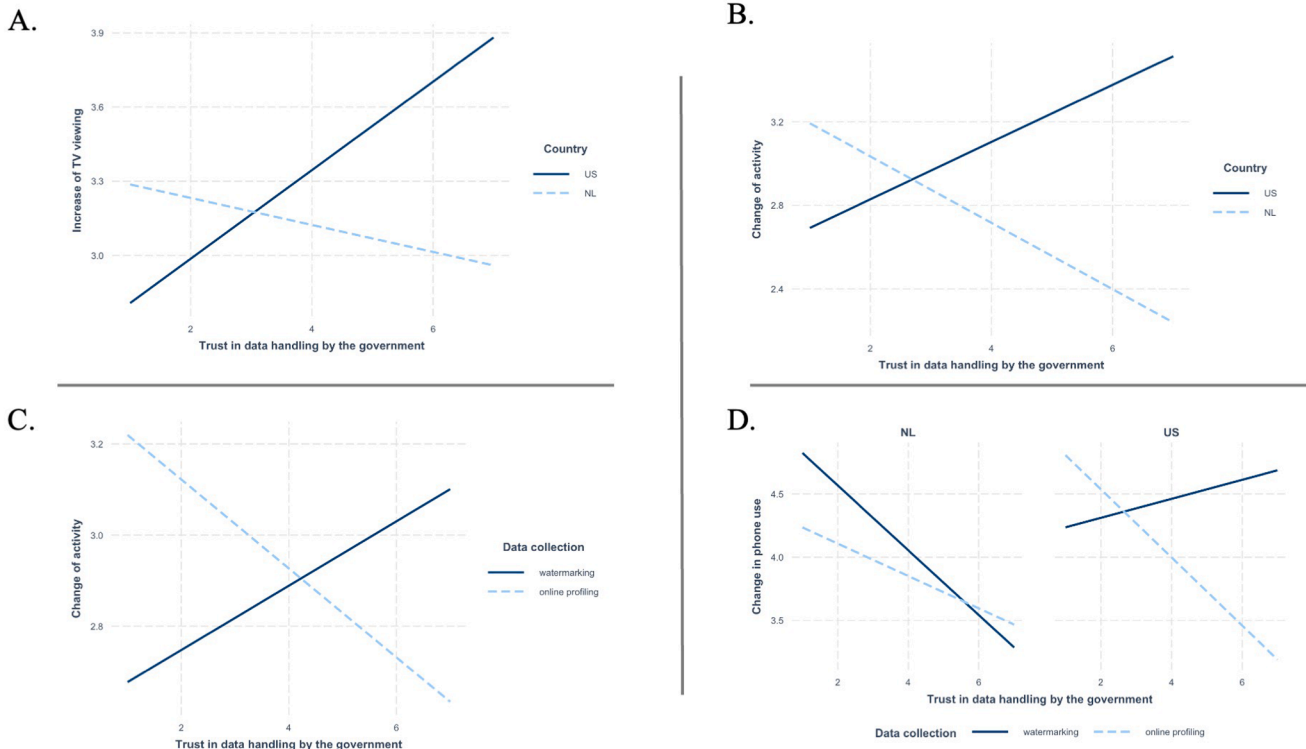 A.
3.9
3.6
3.3
3.0
Increase of TV viewing
2 4 6
Trust in data handling by the government
Country
US
NL
B.
3.2
2.8
2.4
Change of activity
2 4 6
Trust in data handling by the government
Country
US
NL
C.
3.2
3.0
2.8
Change of activity
2 4 6
Trust in data handling by the government
Data collection
watermarking
online profiling
D.
NL US
4.5
4.0
3.5
Change in phone use
2 4 6 2 4 6
Trust in data handling by the government
Data collection watermarking online profiling